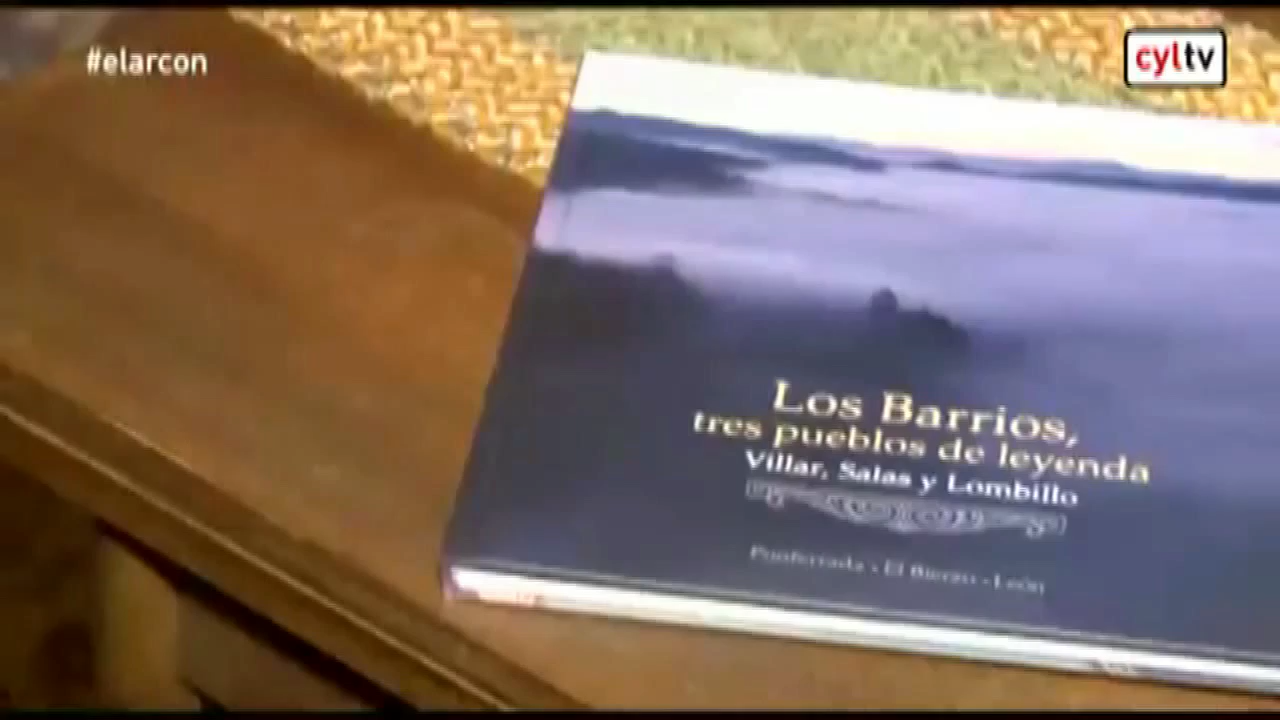 #elarcon
cyltv
Los Barrios,
tres pueblos de leyenda
Villar, Salas y Lombillo
Ponferrada - El Bierzo - León